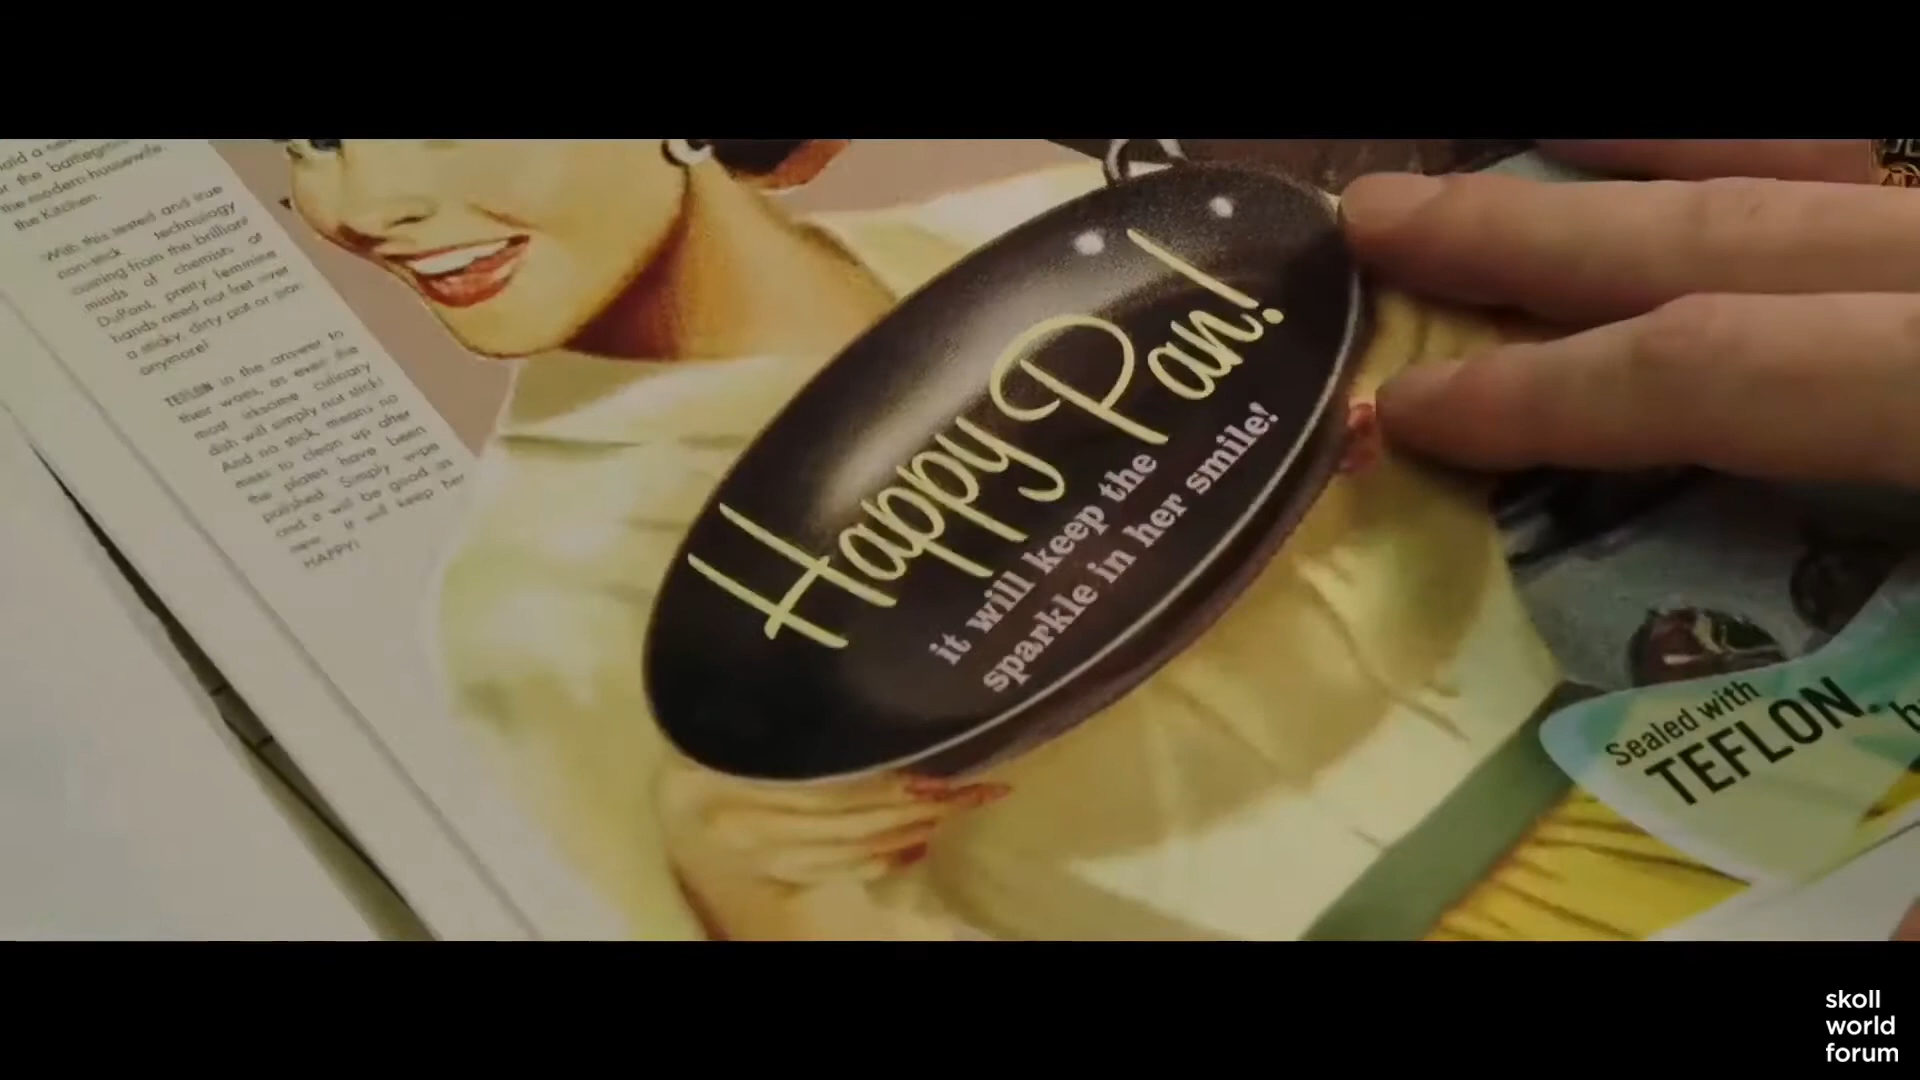 or the battlegro
the modern housewife.
the Kitchen.
With this tested and true
non-stick technology
coming from the brilliant
minds of chemists at
DuPont, pretty feminine
hands need not fret over
a sticky, dirty pot or pan
anymore!
TEFLON in the answer to
their woes, as even the
most irksome culinary
dish will simply not stick!
And no stick, means no
mess to clean up after
the plates have been
polished. Simply wipe
and it will be good as
new. It will keep her
HAPPY!
Happy Pan!
it will keep the
sparkle in her smile!
Sealed with
TEFLON
skoll
world
forum